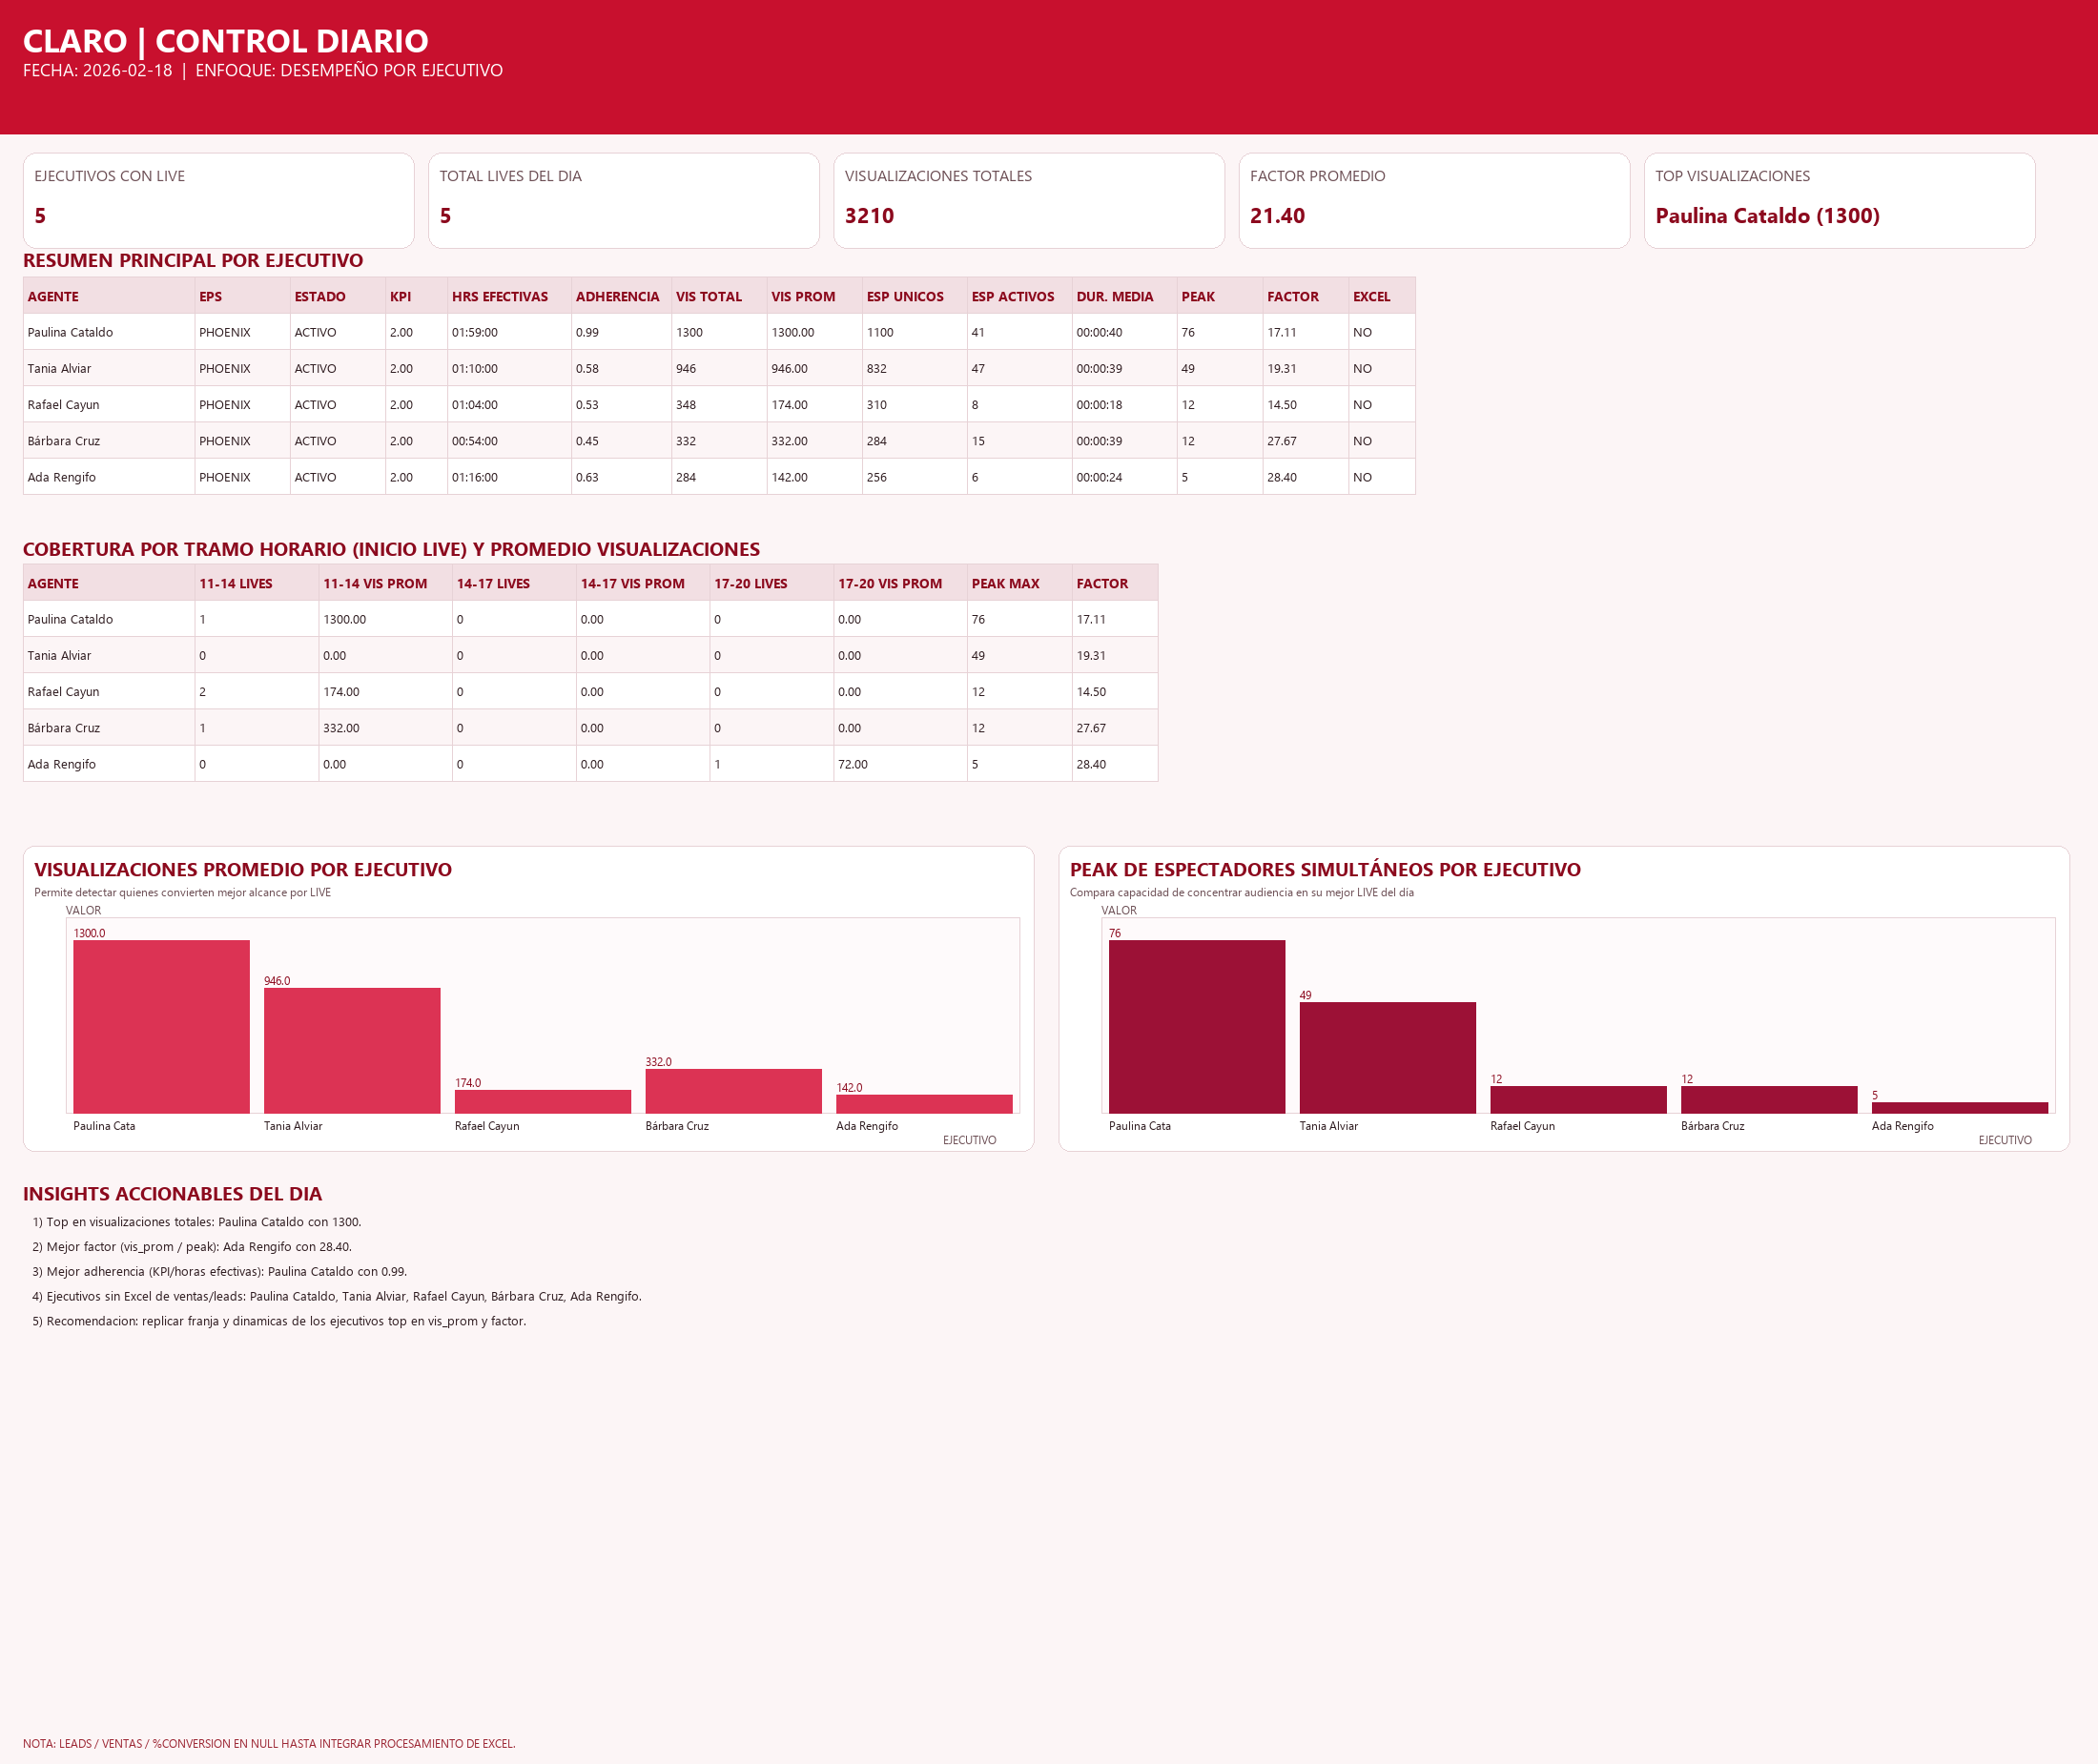 CLARO | CONTROL DIARIO
FECHA: 2026-02-18 | ENFOQUE: DESEMPEÑO POR EJECUTIVO
EJECUTIVOS CON LIVE
5
TOTAL LIVES DEL DIA
5
VISUALIZACIONES TOTALES
3210
FACTOR PROMEDIO
21.40
TOP VISUALIZACIONES
Paulina Cataldo (1300)
RESUMEN PRINCIPAL POR EJECUTIVO
AGENTE EPS ESTADO KPI HRS EFECTIVAS ADHERENCIA VIS TOTAL VIS PROM ESP UNICOS ESP ACTIVOS DUR. MEDIA PEAK FACTOR EXCEL
Paulina Cataldo PHOENIX ACTIVO 2.00 01:59:00 0.99 1300 1300.00 1100 41 00:00:40 76 17.11 NO
Tania Alviar PHOENIX ACTIVO 2.00 01:10:00 0.58 946 946.00 832 47 00:00:39 49 19.31 NO
Rafael Cayun PHOENIX ACTIVO 2.00 01:04:00 0.53 348 174.00 310 8 00:00:18 12 14.50 NO
Bárbara Cruz PHOENIX ACTIVO 2.00 00:54:00 0.45 332 332.00 284 15 00:00:39 12 27.67 NO
Ada Rengifo PHOENIX ACTIVO 2.00 01:16:00 0.63 284 142.00 256 6 00:00:24 5 28.40 NO
COBERTURA POR TRAMO HORARIO (INICIO LIVE) Y PROMEDIO VISUALIZACIONES
AGENTE 11-14 LIVES 11-14 VIS PROM 14-17 LIVES 14-17 VIS PROM 17-20 LIVES 17-20 VIS PROM PEAK MAX FACTOR
Paulina Cataldo 1 1300.00 0 0.00 0 0.00 76 17.11
Tania Alviar 0 0.00 0 0.00 0 0.00 49 19.31
Rafael Cayun 2 174.00 0 0.00 0 0.00 12 14.50
Bárbara Cruz 1 332.00 0 0.00 0 0.00 12 27.67
Ada Rengifo 0 0.00 0 0.00 1 72.00 5 28.40
VISUALIZACIONES PROMEDIO POR EJECUTIVO
Permite detectar quienes convierten mejor alcance por LIVE
VALOR
1300.0
946.0
174.0
332.0
142.0
Paulina Cata Tania Alviar Rafael Cayun Bárbara Cruz Ada Rengifo
EJECUTIVO
PEAK DE ESPECTADORES SIMULTÁNEOS POR EJECUTIVO
Compara capacidad de concentrar audiencia en su mejor LIVE del día
VALOR
76
49
12
12
5
Paulina Cata Tania Alviar Rafael Cayun Bárbara Cruz Ada Rengifo
EJECUTIVO
INSIGHTS ACCIONABLES DEL DIA
1) Top en visualizaciones totales: Paulina Cataldo con 1300.
2) Mejor factor (vis_prom / peak): Ada Rengifo con 28.40.
3) Mejor adherencia (KPI/horas efectivas): Paulina Cataldo con 0.99.
4) Ejecutivos sin Excel de ventas/leads: Paulina Cataldo, Tania Alviar, Rafael Cayun, Bárbara Cruz, Ada Rengifo.
5) Recomendacion: replicar franja y dinamicas de los ejecutivos top en vis_prom y factor.
NOTA: LEADS / VENTAS / %CONVERSION EN NULL HASTA INTEGRAR PROCESAMIENTO DE EXCEL.